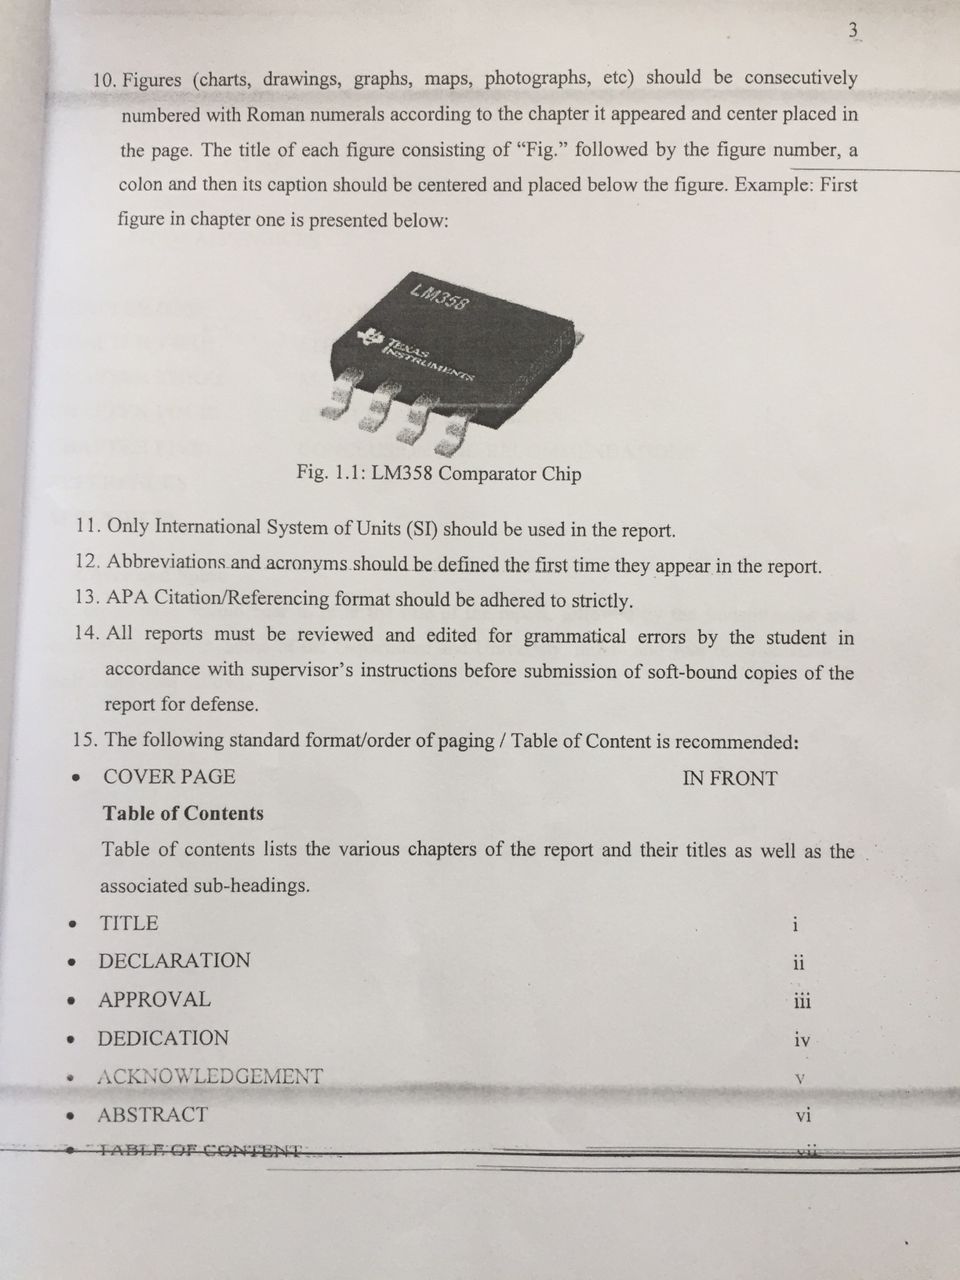 3
10. Figures (charts, drawings, graphs, maps, photographs, etc) should be consecutively
numbered with Roman numerals according to the chapter it appeared and center placed in
the page. The title of each figure consisting of “Fig.” followed by the figure number, a
colon and then its caption should be centered and placed below the figure. Example: First
figure in chapter one is presented below:
LM358
TEXAS
INSTRUMENTS
Fig. 1.1: LM358 Comparator Chip
11. Only International System of Units (SI) should be used in the report.
12. Abbreviations and acronyms should be defined the first time they appear in the report.
13. APA Citation/Referencing format should be adhered to strictly.
14. All reports must be reviewed and edited for grammatical errors by the student in
accordance with supervisor’s instructions before submission of soft-bound copies of the
report for defense.
15. The following standard format/order of paging / Table of Content is recommended:
• COVER PAGE IN FRONT
Table of Contents
Table of contents lists the various chapters of the report and their titles as well as the
associated sub-headings.
• TITLE i
• DECLARATION ii
• APPROVAL iii
• DEDICATION iv
• ACKNOWLEDGEMENT v
• ABSTRACT vi
• TABLE OF CONTENT vii